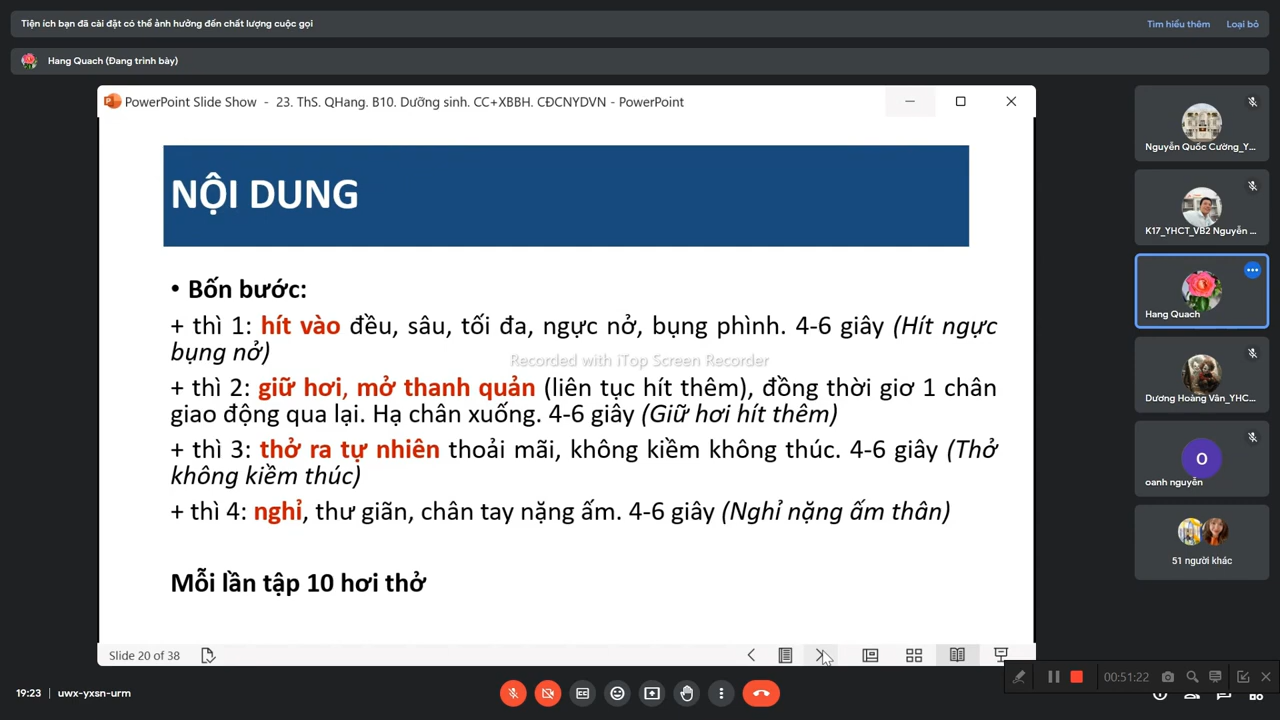 Tiện ích bạn đã cài đặt có thể ảnh hưởng đến chất lượng cuộc gọi
Tìm hiểu thêm
Loại bỏ
Hang Quach (Đang trình bày)
PowerPoint Slide Show - 23. ThS. QHang. B10. Dưỡng sinh. CC+XBBH. CĐCNYDVN - PowerPoint
NỘI DUNG
• Bốn bước:
+ thì 1: hít vào đều, sâu, tối đa, ngực nở, bụng phình. 4-6 giây (Hít ngực
bụng nở)
Recorded with iTop Screen Recorder
+ thì 2: giữ hơi, mở thanh quản (liên tục hít thêm), đồng thời giơ 1 chân
giao động qua lại. Hạ chân xuống. 4-6 giây (Giữ hơi hít thêm)
+ thì 3: thở ra tự nhiên thoải mãi, không kiềm không thúc. 4-6 giây (Thở
không kiềm thúc)
+ thì 4: nghỉ, thư giãn, chân tay nặng ấm. 4-6 giây (Nghỉ nặng ấm thân)
Mỗi lần tập 10 hơi thở
Slide 20 of 38
Nguyễn Quốc Cường_Y...
K17_YHCT_VB2 Nguyễn ...
Hang Quach
Dương Hoàng Vân_YHC...
O
oanh nguyễn
51 người khác
19:23
uwx-yxsn-urm
00:51:22